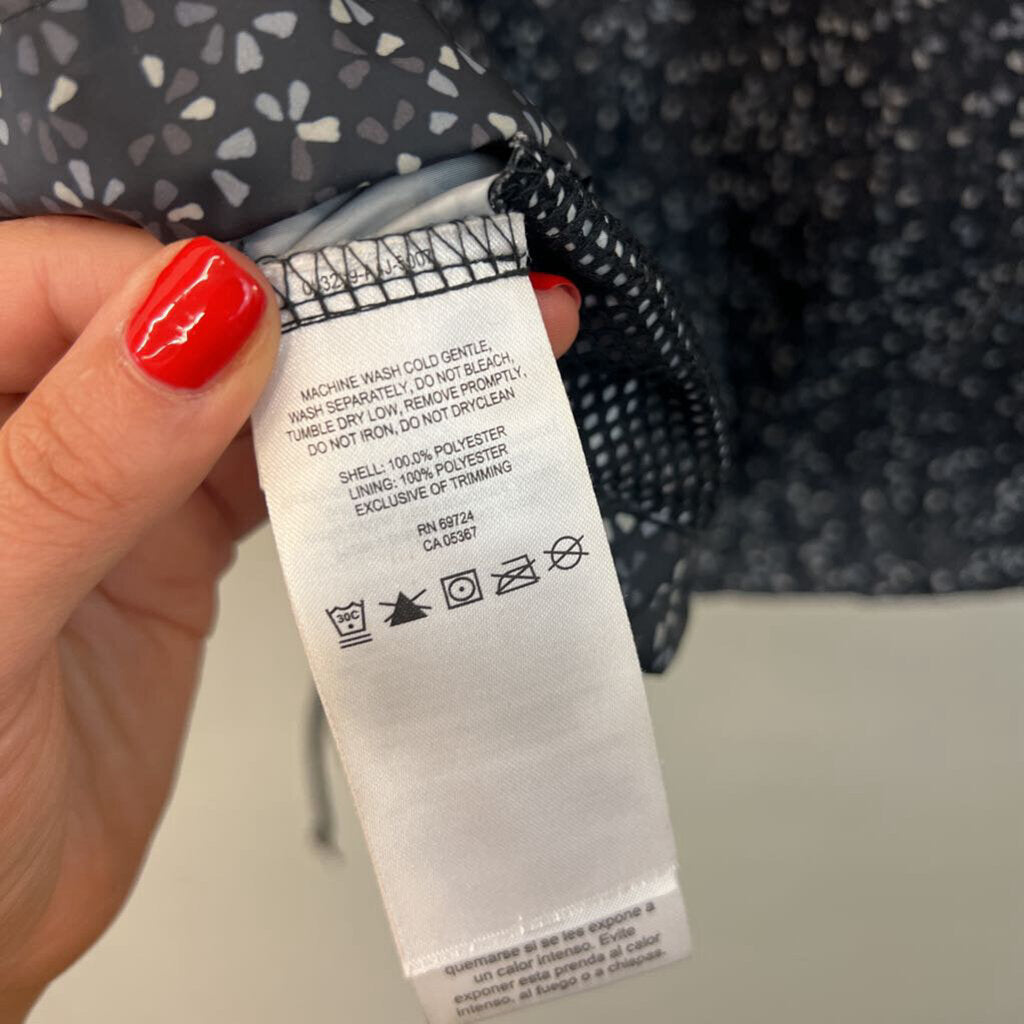 MACHINE WASH COLD GENTLE,
WASH SEPARATELY, DO NOT BLEACH,
TUMBLE DRY LOW, REMOVE PROMPTLY,
DO NOT IRON, DO NOT DRYCLEAN
SHELL: 100.0% POLYESTER
LINING: 100% POLYESTER
EXCLUSIVE OF TRIMMING
RN 69724
CA 05367
30C
quemarse si se les expone a
un calor intenso. Evite
exponer esta prenda al calor
intenso, al fuego o a chispas.